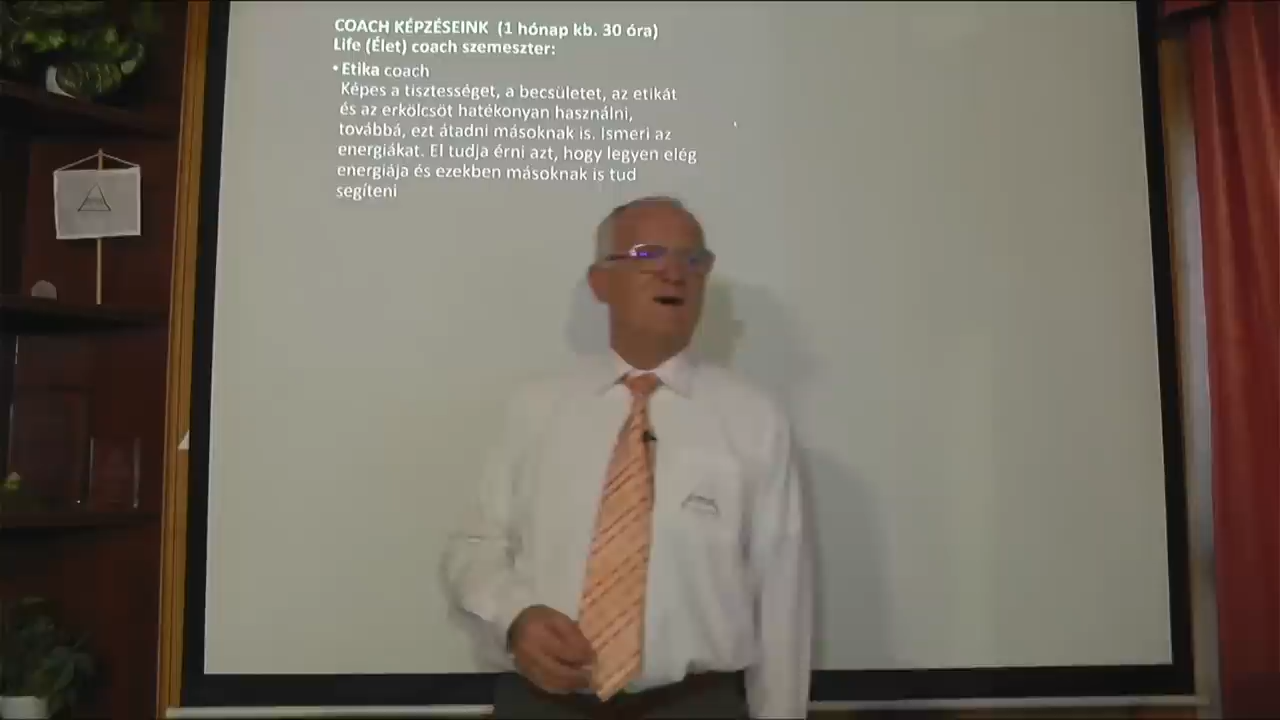 COACH KÉPZÉSEINK (1 hónap kb. 30 óra)
Life (Élet) coach szemeszter:
• Etika coach
Képes a tisztességet, a becsületet, az etikát
és az erkölcsöt hatékonyan használni,
továbbá, ezt átadni másoknak is. Ismeri az
energiákat. El tudja érni azt, hogy legyen elég
energiája és ezekben másoknak is tud
segíteni